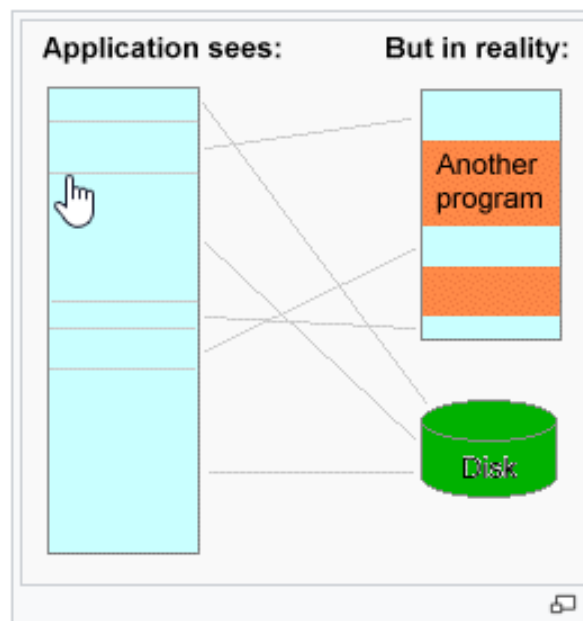 Application sees:
But in reality:
Another
program
Disk